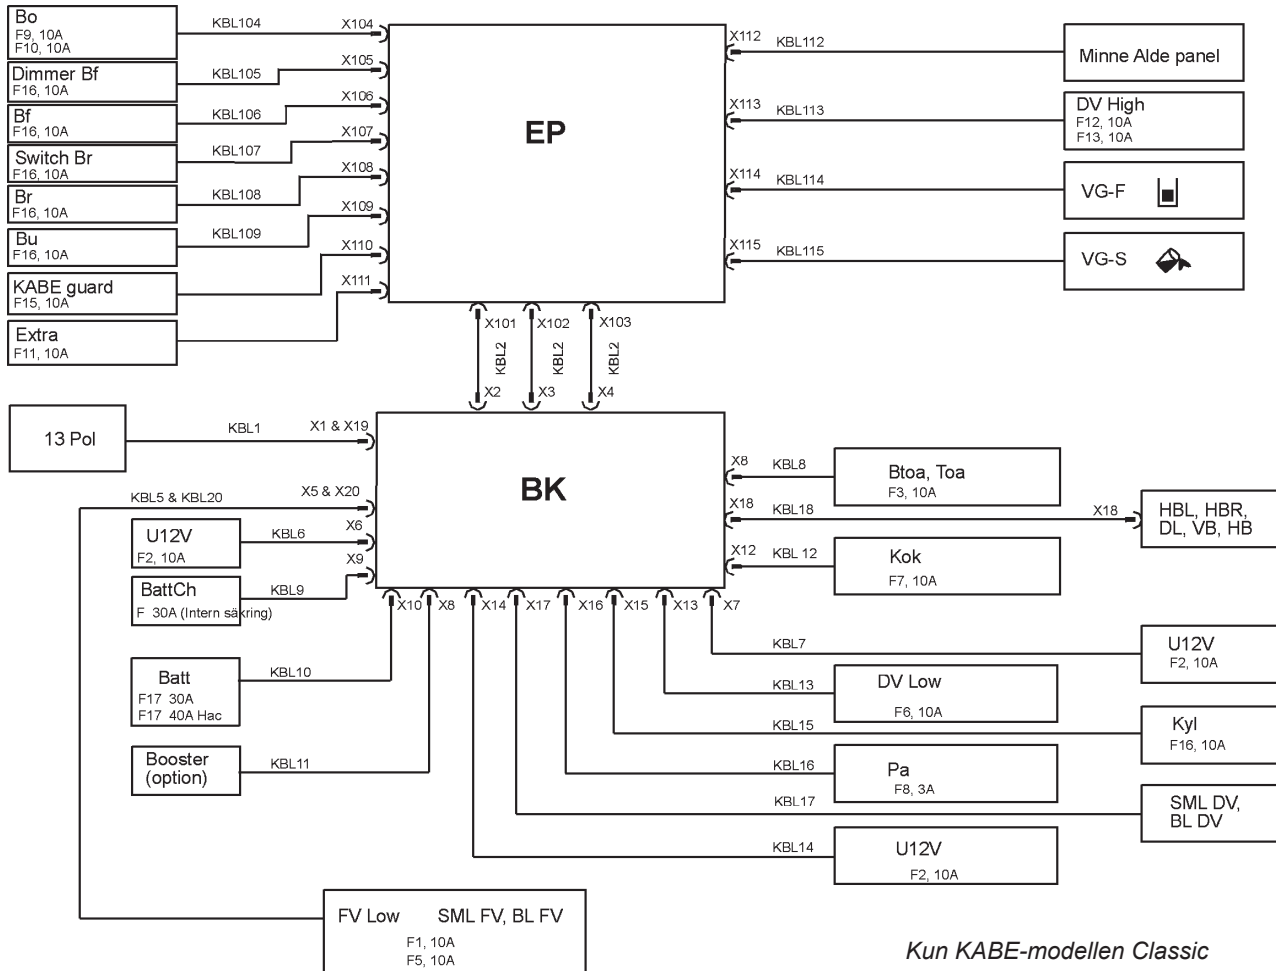 Bo
F9, 10A
F10, 10A
KBL104
X104
Dimmer Bf
F16, 10A
KBL105
X105
Bf
F16, 10A
KBL106
X106
Switch Br
F16, 10A
KBL107
X107
Br
F16, 10A
KBL108
X108
Bu
F16, 10A
KBL109
X109
KABE guard
F15, 10A
X110
Extra
F11, 10A
X111
EP
X112
KBL112
Minne Alde panel
X113
KBL113
DV High
F12, 10A
F13, 10A
X114
KBL114
VG-F
X115
KBL115
VG-S
X101
X102
X103
KBL2
KBL2
KBL2
X2
X3
X4
13 Pol
KBL1
X1 & X19
KBL5 & KBL20
X5 & X20
U12V
F2, 10A
KBL6
X6
BattCh
F 30A (Intern säkring)
KBL9
X9
BK
X8
KBL8
Btoa, Toa
F3, 10A
X18
KBL18
X18
HBL, HBR,
DL, VB, HB
X12
KBL 12
Kok
F7, 10A
X10
X8
X14
X17
X16
X15
X13
X7
Batt
F17 30A
F17 40A Hac
KBL10
Booster
(option)
KBL11
KBL7
U12V
F2, 10A
KBL13
DV Low
F6, 10A
KBL15
Kyl
F16, 10A
KBL16
Pa
F8, 3A
KBL17
SML DV,
BL DV
KBL14
U12V
F2, 10A
FV Low SML FV, BL FV
F1, 10A
F5, 10A
Kun KABE-modellen Classic